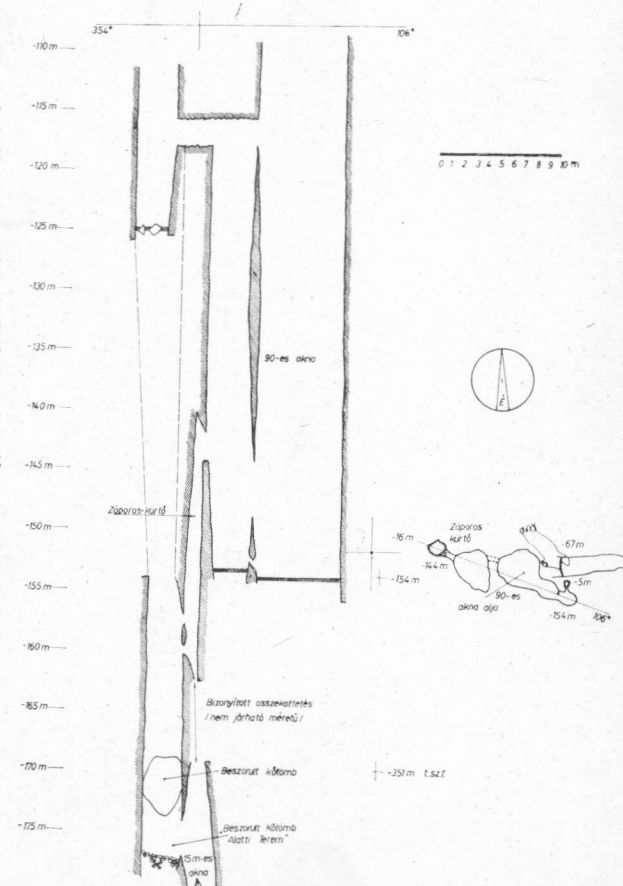 354°
106°
-110 m
-115 m
-120 m
-125 m
-130 m
-135 m
-140 m
-145 m
-150 m
-155 m
-160 m
-165 m
-170 m
-175 m
0 1 2 3 4 5 6 7 8 9 10 m
90-es akna
É
Záporos-kürtő
-154 m
-16 m
Záporos
kürtő
-67 m
-144 m
-5 m
90-es
akna alja
-154 m
106°
Bizonyított összeköttetés
/nem járható méretű/
Beszorult kőtömb
-351 m t.sz.f.
"Beszorult Kőtömb
Alatti Terem"
15 m-es
akna